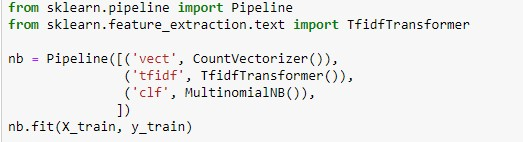 from sklearn.pipeline import Pipeline
from sklearn.feature_extraction.text import TfidfTransformer
nb = Pipeline([('vect', CountVectorizer()),
('tfidf', TfidfTransformer()),
('clf', MultinomialNB()),
])
nb.fit(X_train, y_train)